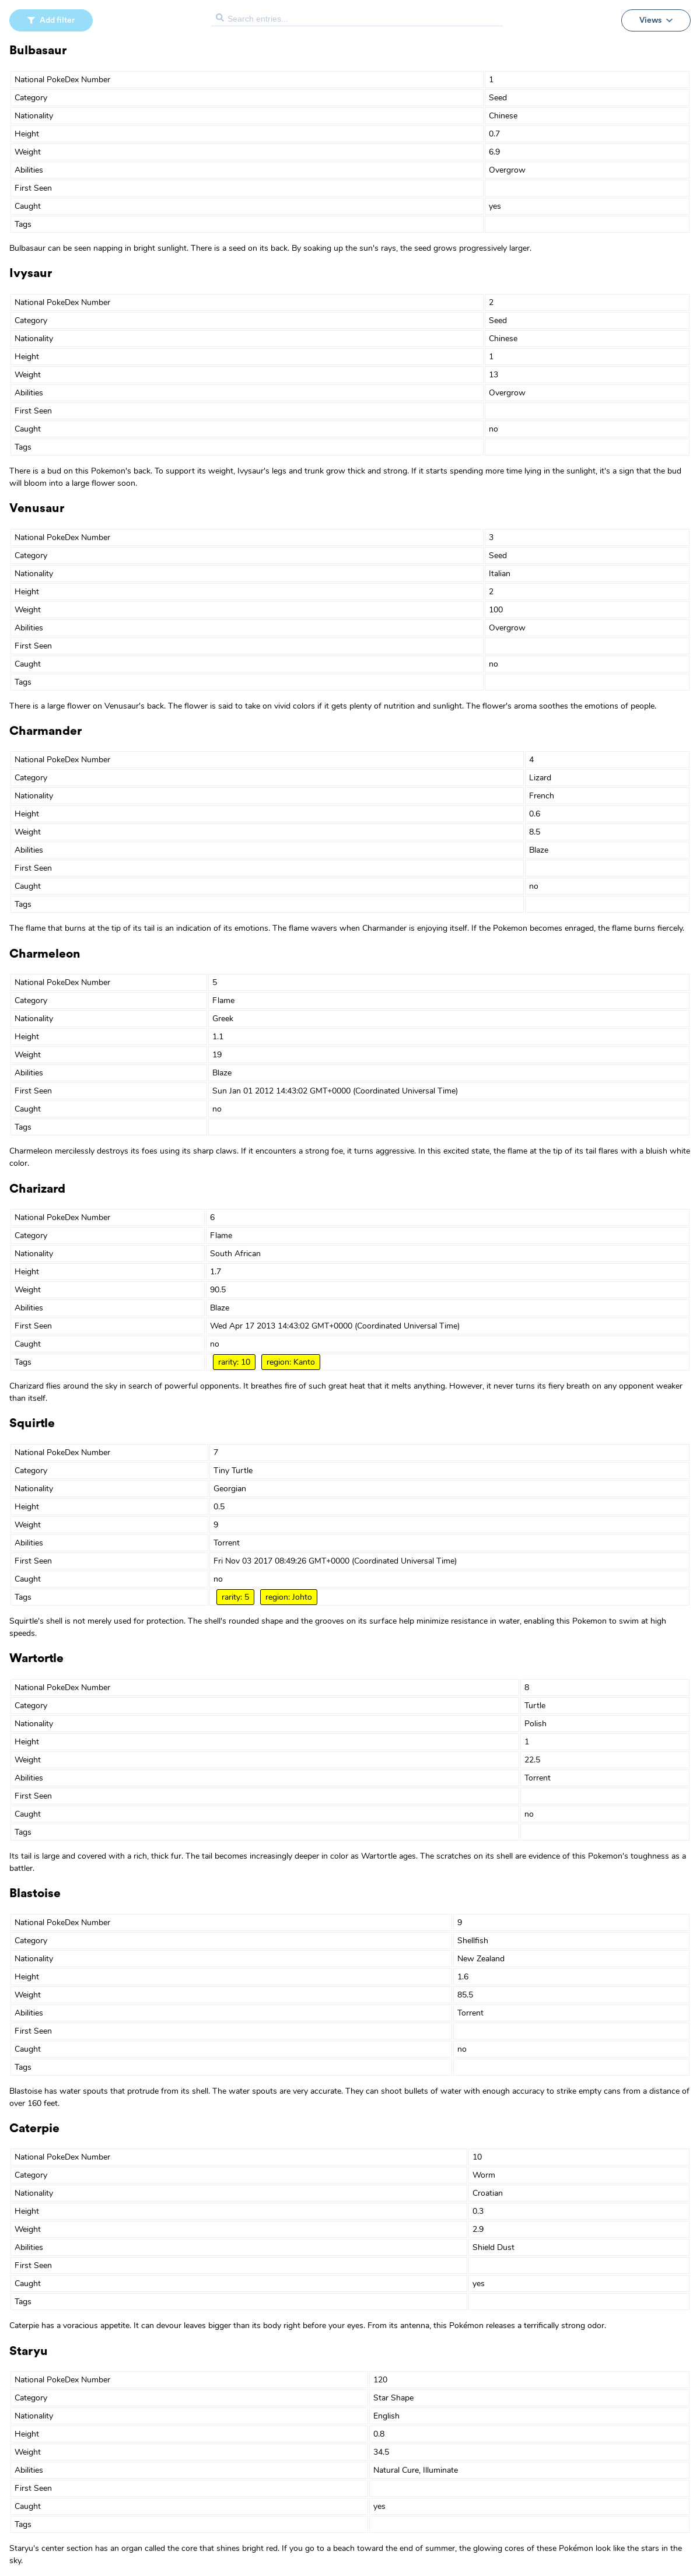 Add filter
Search entries...
Views
Bulbasaur
National PokeDex Number 1
Category Seed
Nationality Chinese
Height 0.7
Weight 6.9
Abilities Overgrow
First Seen
Caught yes
Tags
Bulbasaur can be seen napping in bright sunlight. There is a seed on its back. By soaking up the sun's rays, the seed grows progressively larger.
Ivysaur
National PokeDex Number 2
Category Seed
Nationality Chinese
Height 1
Weight 13
Abilities Overgrow
First Seen
Caught no
Tags
There is a bud on this Pokemon's back. To support its weight, Ivysaur's legs and trunk grow thick and strong. If it starts spending more time lying in the sunlight, it's a sign that the bud
will bloom into a large flower soon.
Venusaur
National PokeDex Number 3
Category Seed
Nationality Italian
Height 2
Weight 100
Abilities Overgrow
First Seen
Caught no
Tags
There is a large flower on Venusaur's back. The flower is said to take on vivid colors if it gets plenty of nutrition and sunlight. The flower's aroma soothes the emotions of people.
Charmander
National PokeDex Number 4
Category Lizard
Nationality French
Height 0.6
Weight 8.5
Abilities Blaze
First Seen
Caught no
Tags
The flame that burns at the tip of its tail is an indication of its emotions. The flame wavers when Charmander is enjoying itself. If the Pokemon becomes enraged, the flame burns fiercely.
Charmeleon
National PokeDex Number 5
Category Flame
Nationality Greek
Height 1.1
Weight 19
Abilities Blaze
First Seen Sun Jan 01 2012 14:43:02 GMT+0000 (Coordinated Universal Time)
Caught no
Tags
Charmeleon mercilessly destroys its foes using its sharp claws. If it encounters a strong foe, it turns aggressive. In this excited state, the flame at the tip of its tail flares with a bluish white
color.
Charizard
National PokeDex Number 6
Category Flame
Nationality South African
Height 1.7
Weight 90.5
Abilities Blaze
First Seen Wed Apr 17 2013 14:43:02 GMT+0000 (Coordinated Universal Time)
Caught no
Tags rarity: 10 region: Kanto
Charizard flies around the sky in search of powerful opponents. It breathes fire of such great heat that it melts anything. However, it never turns its fiery breath on any opponent weaker
than itself.
Squirtle
National PokeDex Number 7
Category Tiny Turtle
Nationality Georgian
Height 0.5
Weight 9
Abilities Torrent
First Seen Fri Nov 03 2017 08:49:26 GMT+0000 (Coordinated Universal Time)
Caught no
Tags rarity: 5 region: Johto
Squirtle's shell is not merely used for protection. The shell's rounded shape and the grooves on its surface help minimize resistance in water, enabling this Pokemon to swim at high
speeds.
Wartortle
National PokeDex Number 8
Category Turtle
Nationality Polish
Height 1
Weight 22.5
Abilities Torrent
First Seen
Caught no
Tags
Its tail is large and covered with a rich, thick fur. The tail becomes increasingly deeper in color as Wartortle ages. The scratches on its shell are evidence of this Pokemon's toughness as a
battler.
Blastoise
National PokeDex Number 9
Category Shellfish
Nationality New Zealand
Height 1.6
Weight 85.5
Abilities Torrent
First Seen
Caught no
Tags
Blastoise has water spouts that protrude from its shell. The water spouts are very accurate. They can shoot bullets of water with enough accuracy to strike empty cans from a distance of
over 160 feet.
Caterpie
National PokeDex Number 10
Category Worm
Nationality Croatian
Height 0.3
Weight 2.9
Abilities Shield Dust
First Seen
Caught yes
Tags
Caterpie has a voracious appetite. It can devour leaves bigger than its body right before your eyes. From its antenna, this Pokémon releases a terrifically strong odor.
Staryu
National PokeDex Number 120
Category Star Shape
Nationality English
Height 0.8
Weight 34.5
Abilities Natural Cure, Illuminate
First Seen
Caught yes
Tags
Staryu's center section has an organ called the core that shines bright red. If you go to a beach toward the end of summer, the glowing cores of these Pokémon look like the stars in the
sky.